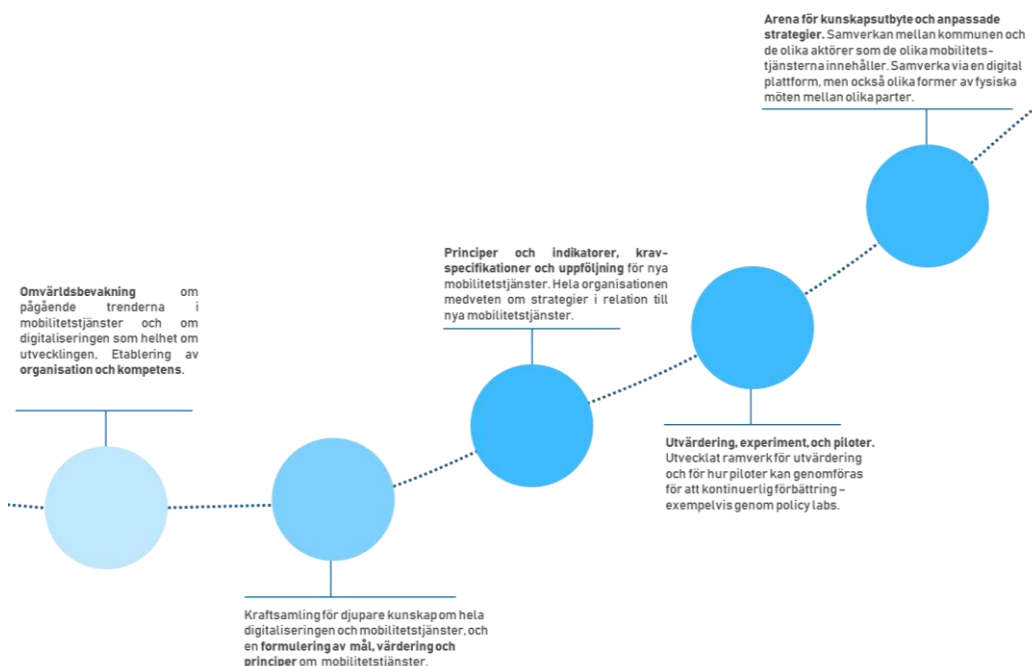 Arena för kunskapsutbyte och anpassade
strategier. Samverkan mellan kommunen och
de olika aktörer som de olika mobilitets-
tjänsterna innehåller. Samverka via en digital
plattform, men också olika former av fysiska
möten mellan olika parter.
Principer och indikatorer, krav-
specifikationer och uppföljning för nya
mobilitetstjänster. Hela organisationen
medveten om strategier i relation till
nya mobilitetstjänster.
Omvärldsbevakning om
pågående trenderna i
mobilitetstjänster och om
digitaliseringen som helhet om
utvecklingen. Etablering av
organisation och kompetens.
Utvärdering, experiment, och piloter.
Utvecklat ramverk för utvärdering
och för hur piloter kan genomföras
för att kontinuerlig förbättring –
exempelvis genom policy labs.
Kraftsamling för djupare kunskap om hela
digitaliseringen och mobilitetstjänster, och
en formulering av mål, värdering och
principer om mobilitetstjänster.